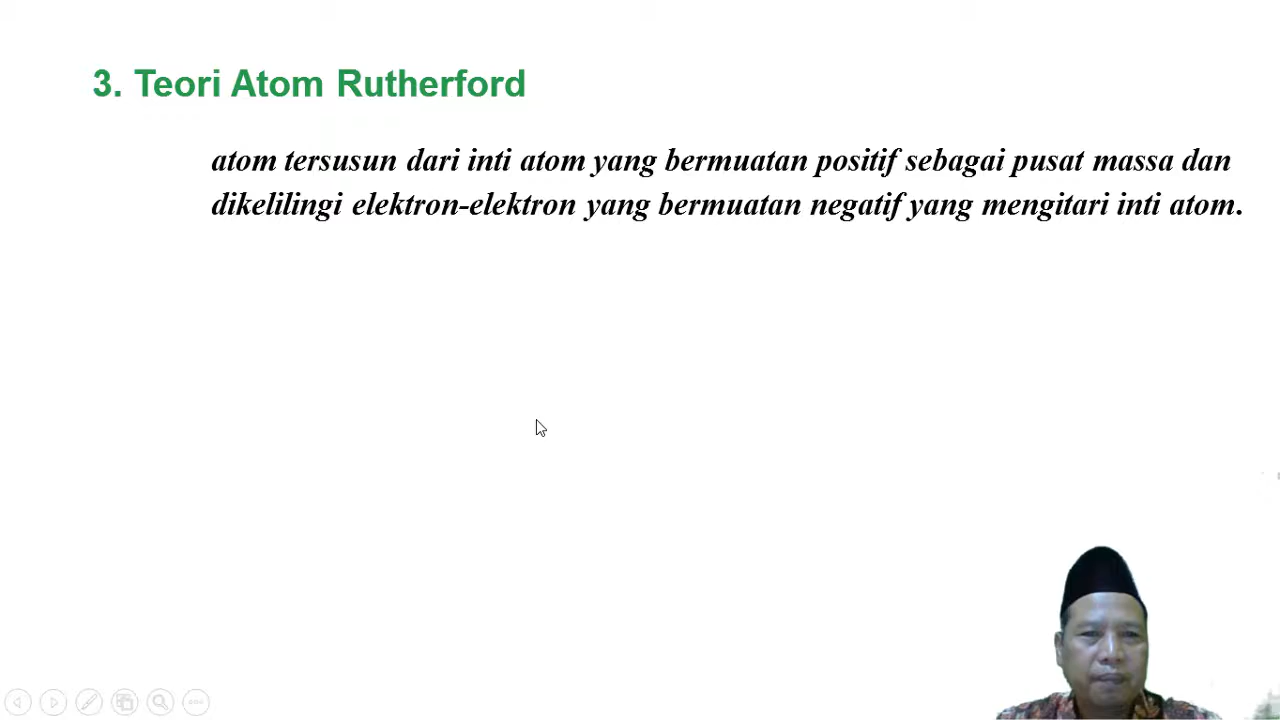 3. Teori Atom Rutherford
atom tersusun dari inti atom yang bermuatan positif sebagai pusat massa dan
dikelilingi elektron-elektron yang bermuatan negatif yang mengitari inti atom.